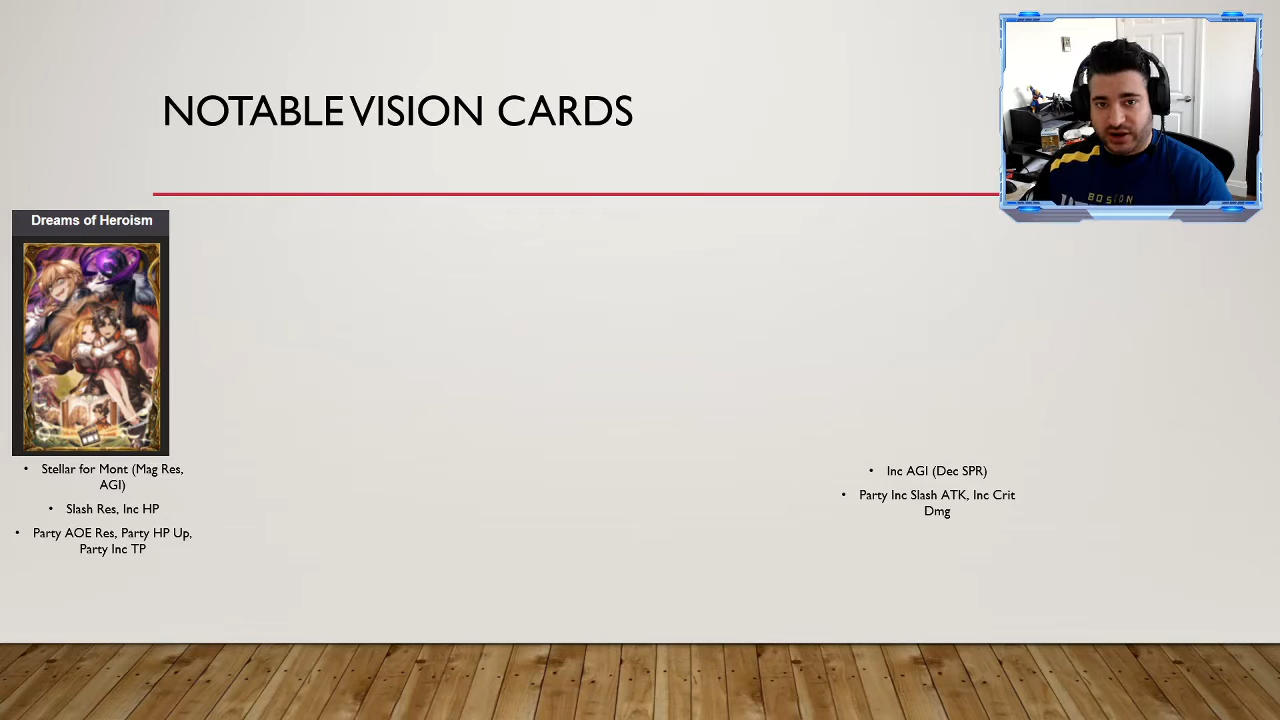 NOTABLE VISION CARDS
Dreams of Heroism
• Stellar for Mont (Mag Res,
AGI)
• Slash Res, Inc HP
• Party AOE Res, Party HP Up,
Party Inc TP
• Inc AGI (Dec SPR)
• Party Inc Slash ATK, Inc Crit
Dmg
BOSTON